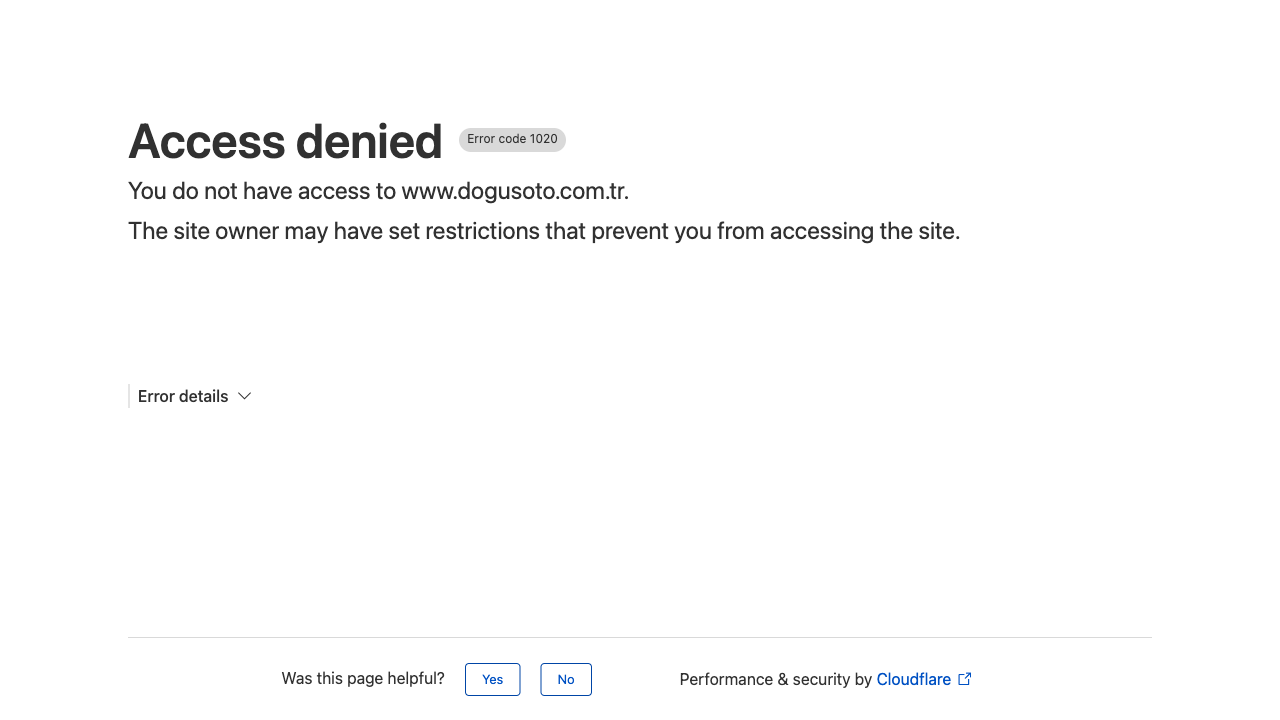 Access denied Error code 1020
You do not have access to www.dogusoto.com.tr.
The site owner may have set restrictions that prevent you from accessing the site.
Error details
Was this page helpful? Yes No Performance & security by Cloudflare